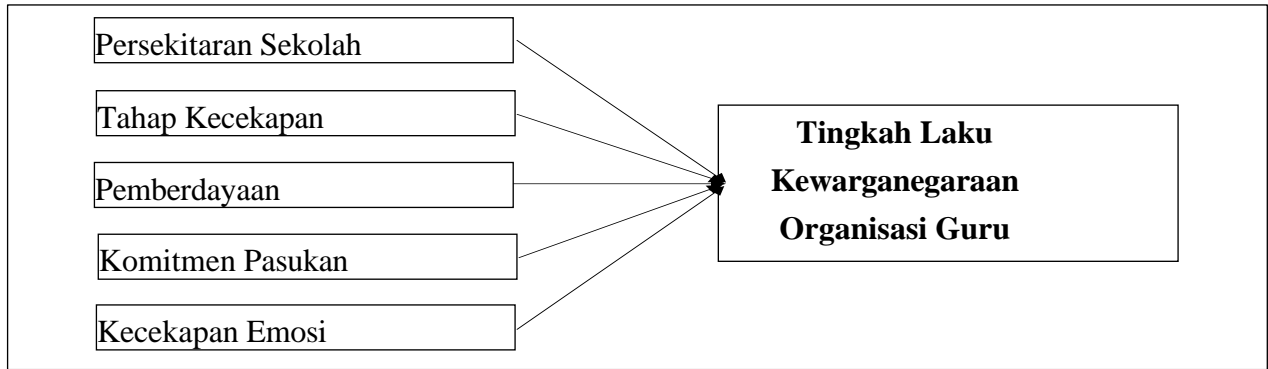 Persekitaran Sekolah
Tahap Kecekapan
Pemberdayaan
Komitmen Pasukan
Kecekapan Emosi
Tingkah Laku
Kewarganegaraan
Organisasi Guru